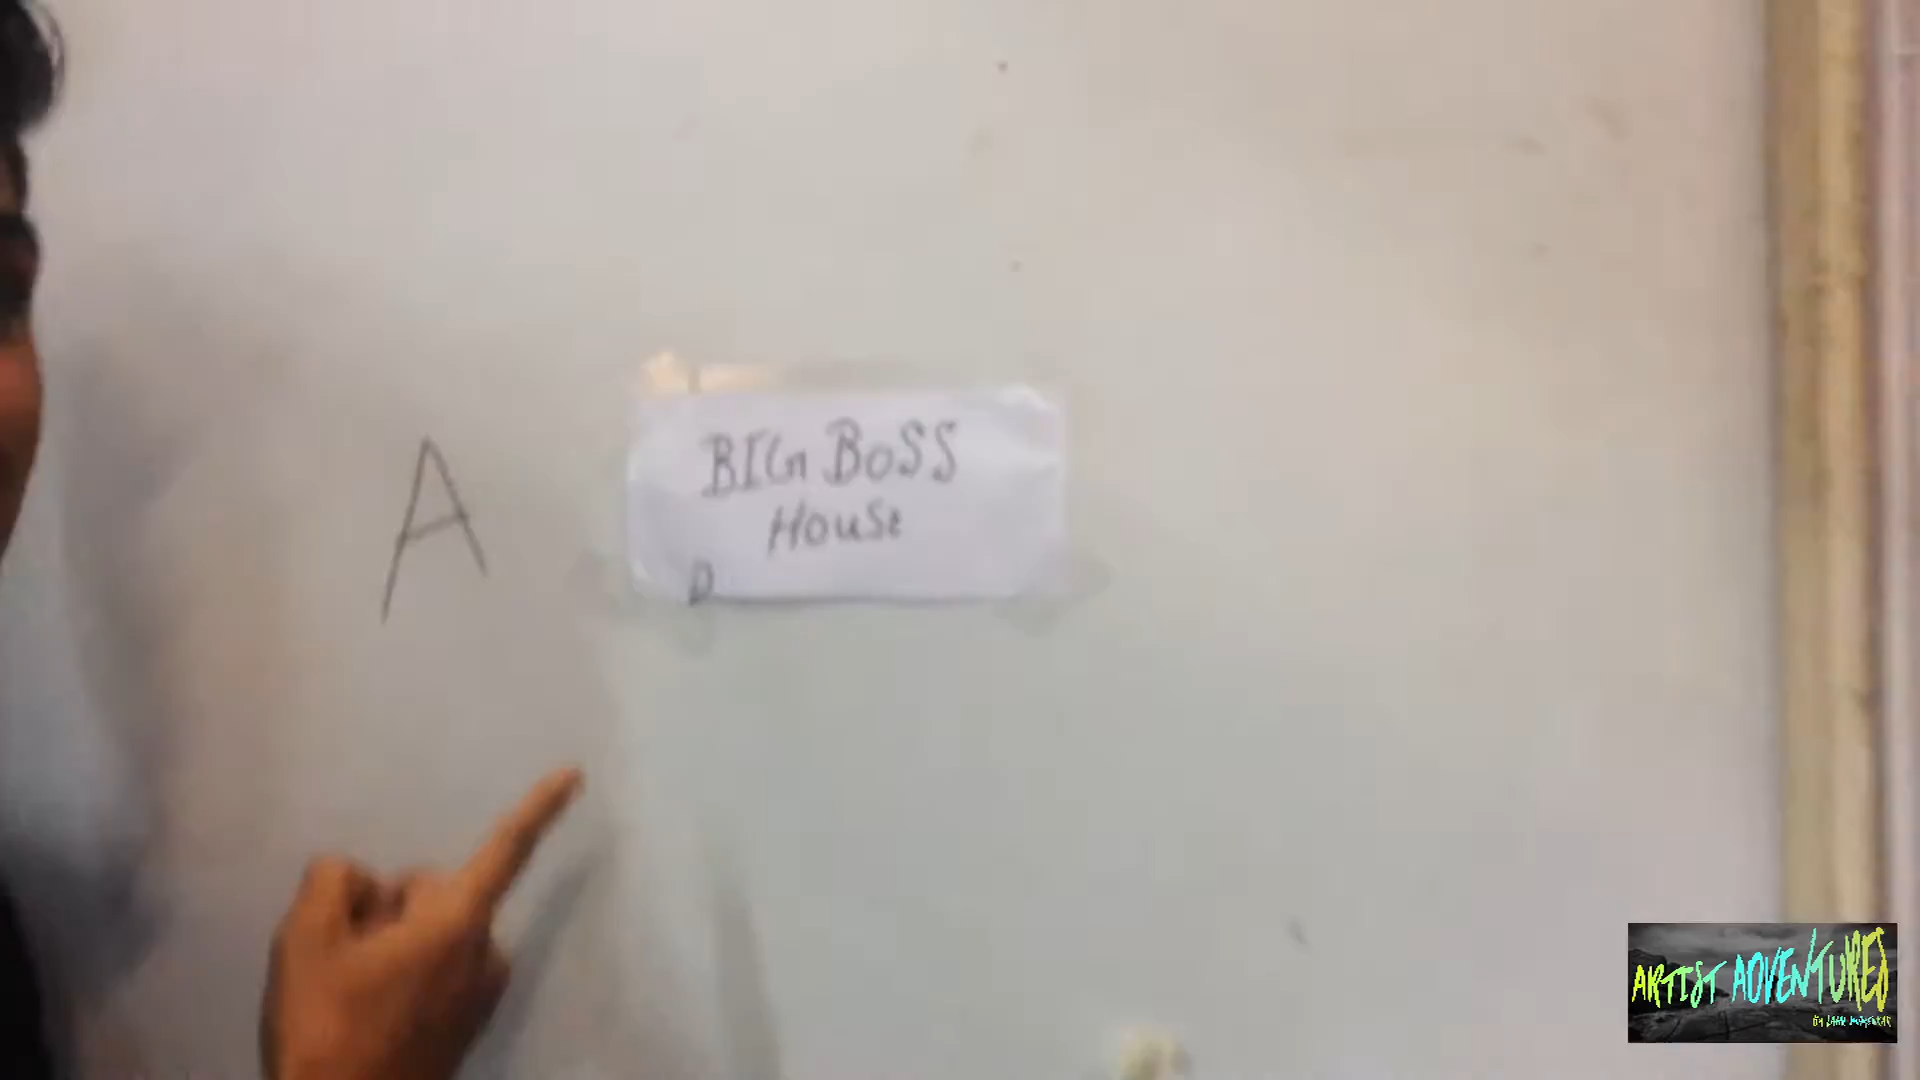 A
BIG BOSS
House
D
ARTIST ADVENTURES